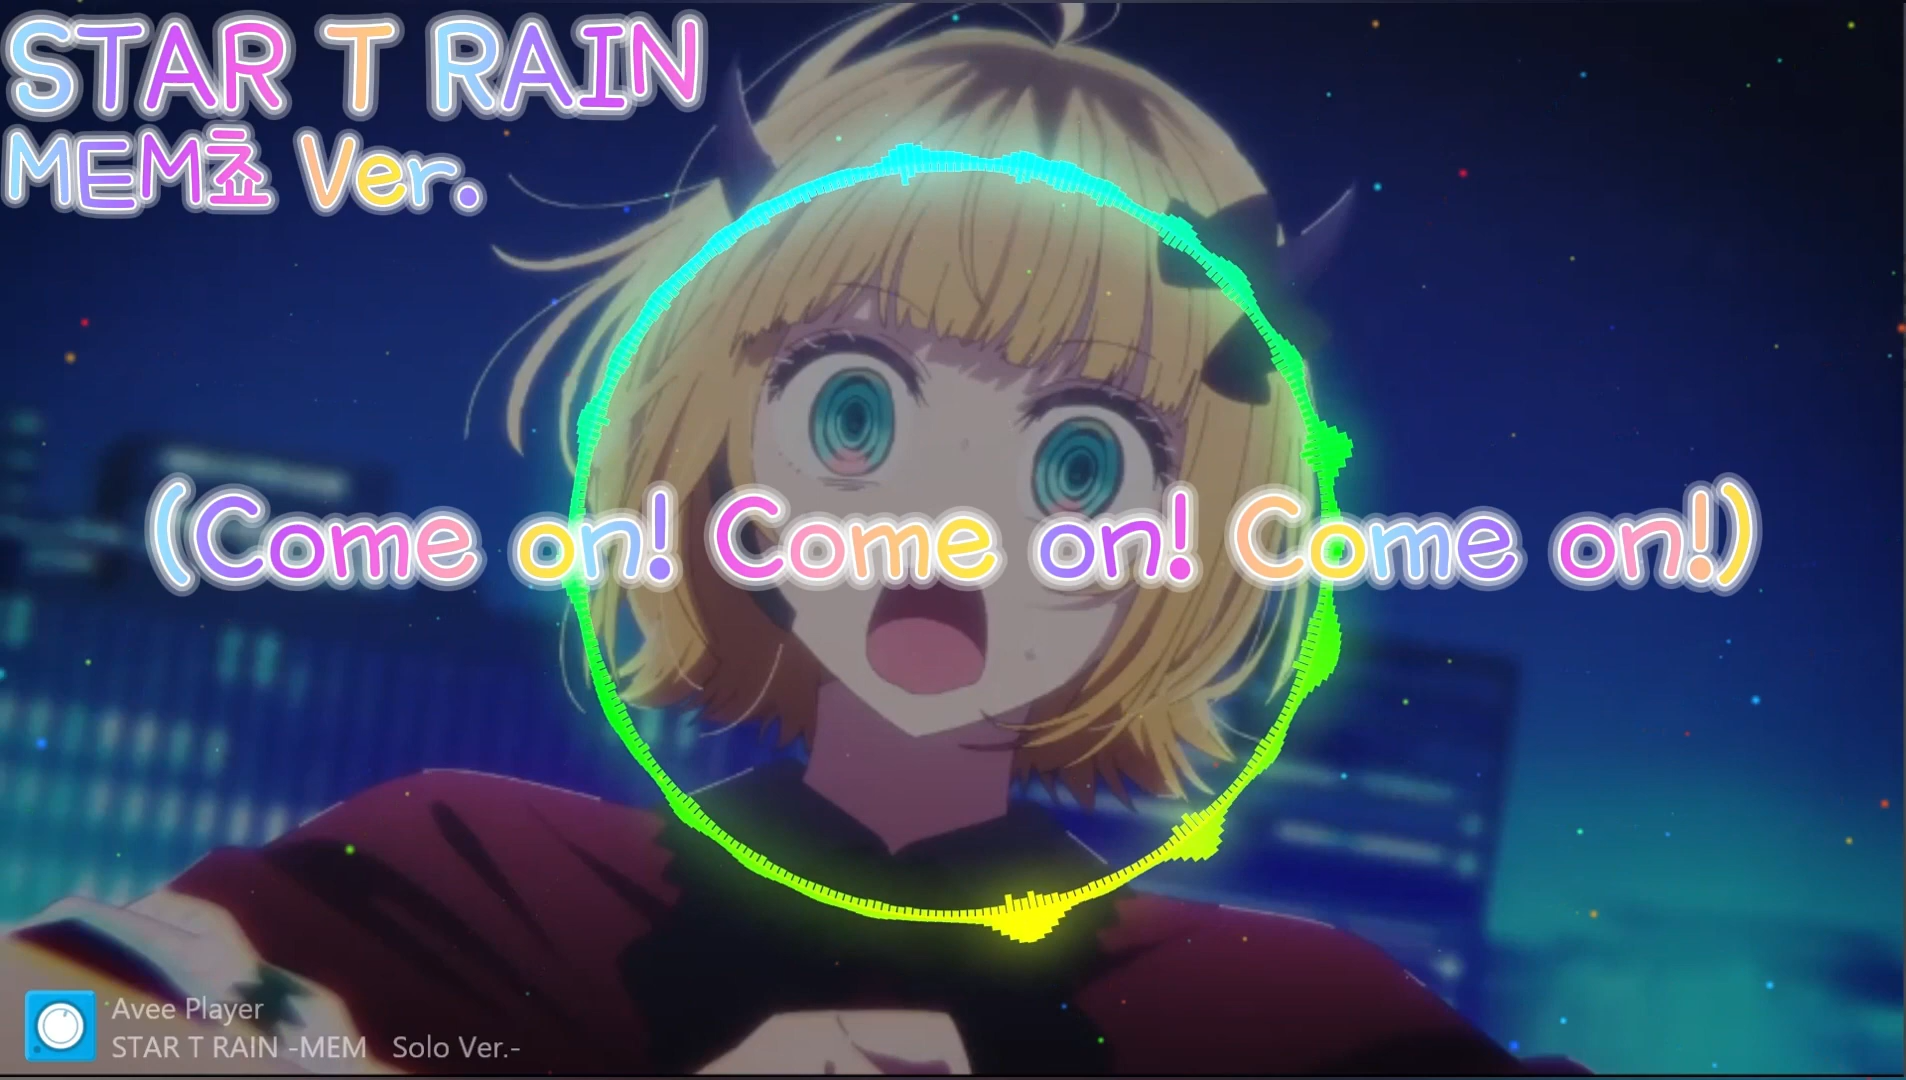 STAR T RAIN
MEM쵸 Ver.
(Come on! Come on! Come on!)
Avee Player
STAR T RAIN -MEM Solo Ver.-